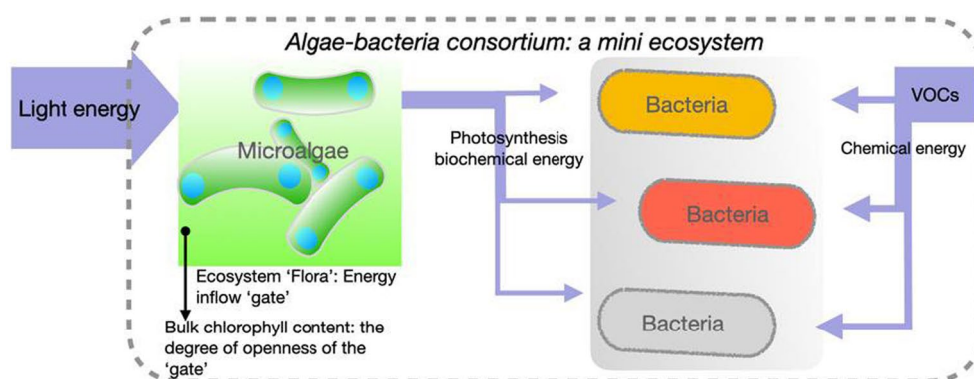 Algae-bacteria consortium: a mini ecosystem
Light energy
Microalgae
Photosynthesis
biochemical energy
Bacteria
Bacteria
Bacteria
VOCs
Chemical energy
Ecosystem ‘Flora’: Energy
inflow ‘gate’
Bulk chlorophyll content: the
degree of openness of the
‘gate’